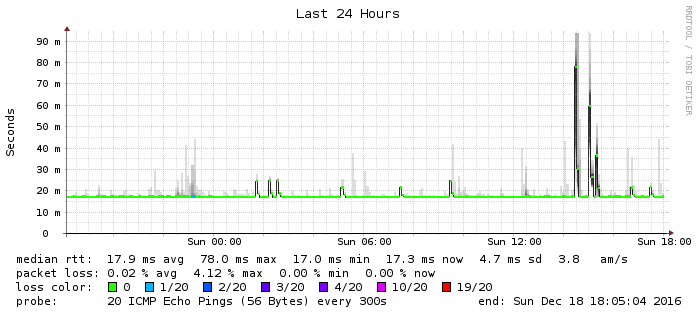 Last 24 Hours
RRDTOOL / TOBI OETIKER
Seconds
90 m
80 m
70 m
60 m
50 m
40 m
30 m
20 m
10 m
0
Sun 00:00 Sun 06:00 Sun 12:00 Sun 18:00
median rtt: 17.9 ms avg 78.0 ms max 17.0 ms min 17.3 ms now 4.7 ms sd 3.8 am/s
packet loss: 0.02 % avg 4.12 % max 0.00 % min 0.00 % now
loss color: 0 1/20 2/20 3/20 4/20 10/20 19/20
probe: 20 ICMP Echo Pings (56 Bytes) every 300s end: Sun Dec 18 18:05:04 2016